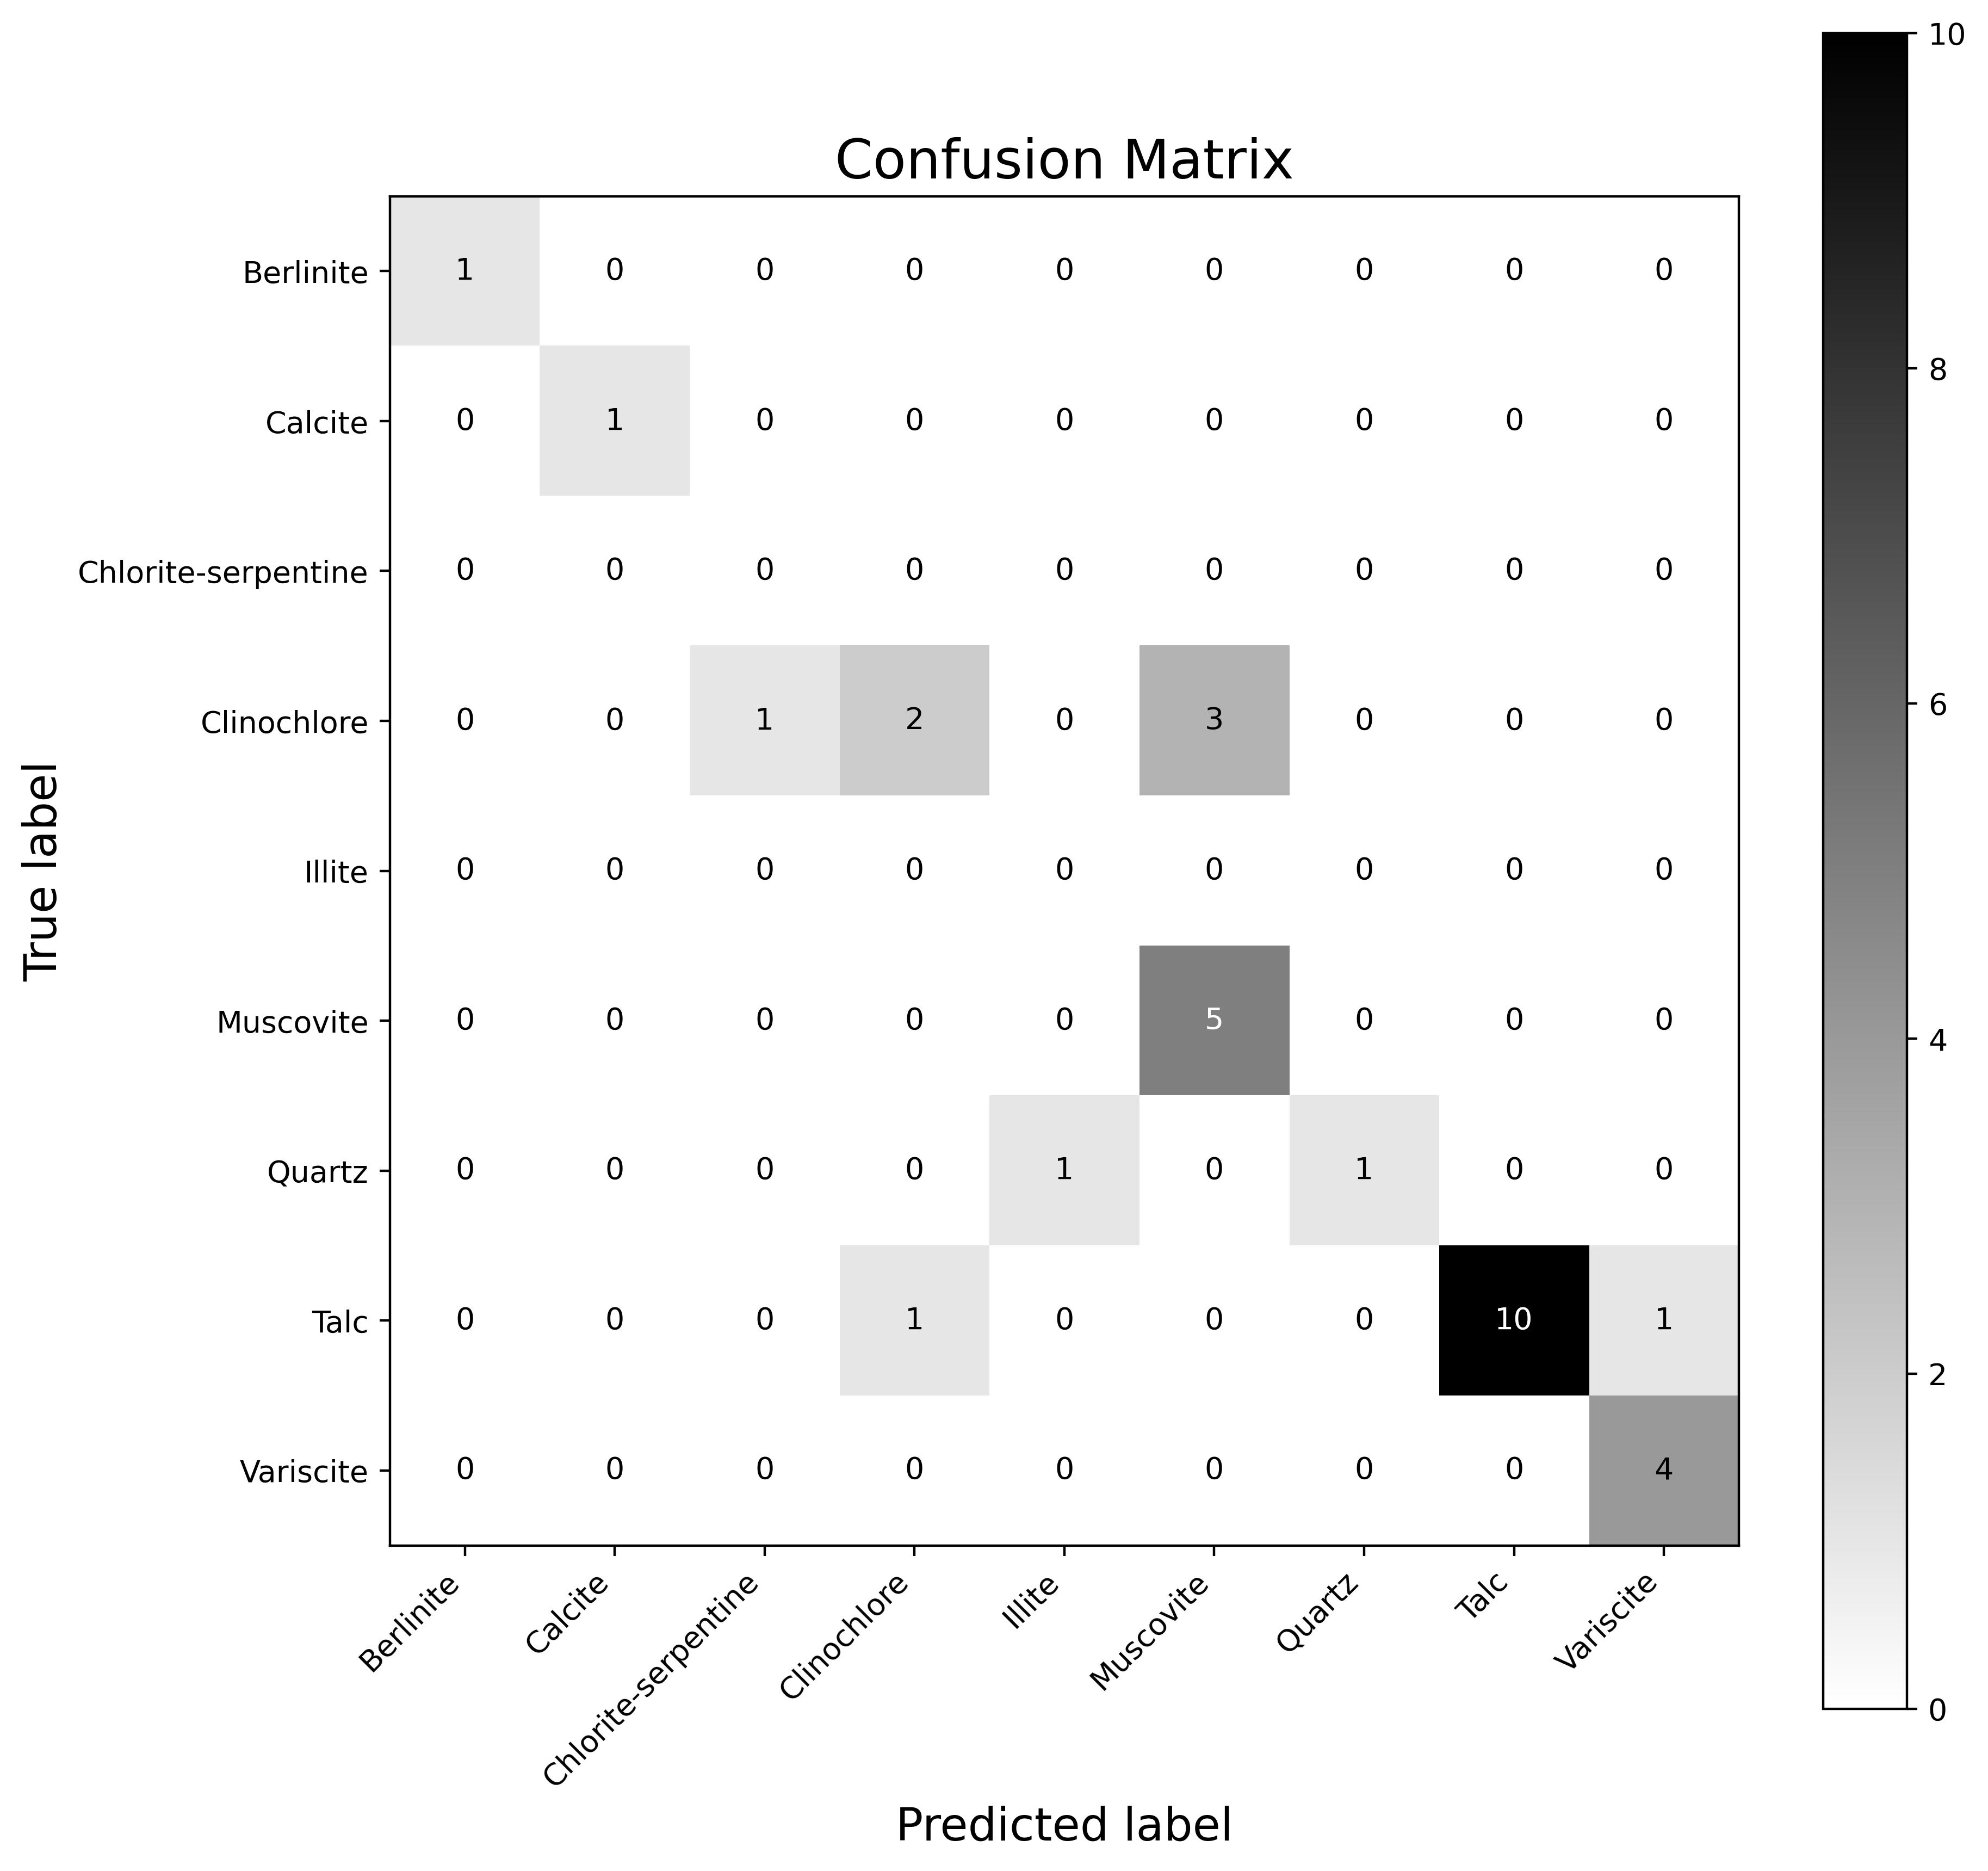 Confusion Matrix
True label
Berlinite 1 0 0 0 0 0 0 0 0
Calcite 0 1 0 0 0 0 0 0 0
Chlorite-serpentine 0 0 0 0 0 0 0 0 0
Clinochlore 0 0 1 2 0 3 0 0 0
Illite 0 0 0 0 0 0 0 0 0
Muscovite 0 0 0 0 0 5 0 0 0
Quartz 0 0 0 0 1 0 1 0 0
Talc 0 0 0 1 0 0 0 10 1
Variscite 0 0 0 0 0 0 0 0 4
Berlinite
Calcite
Chlorite-serpentine
Clinochlore
Illite
Muscovite
Quartz
Talc
Variscite
Predicted label
10
8
6
4
2
0